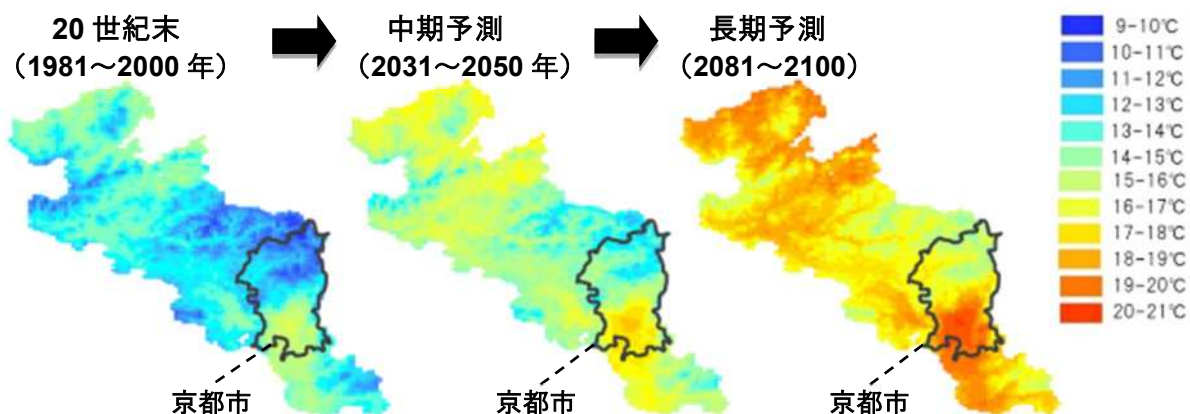 20 世紀末
（1981～2000 年）
中期予測
（2031～2050 年）
長期予測
（2081～2100）
9-10℃
10-11℃
11-12℃
12-13℃
13-14℃
14-15℃
15-16℃
16-17℃
17-18℃
18-19℃
19-20℃
20-21℃
京都市
京都市
京都市